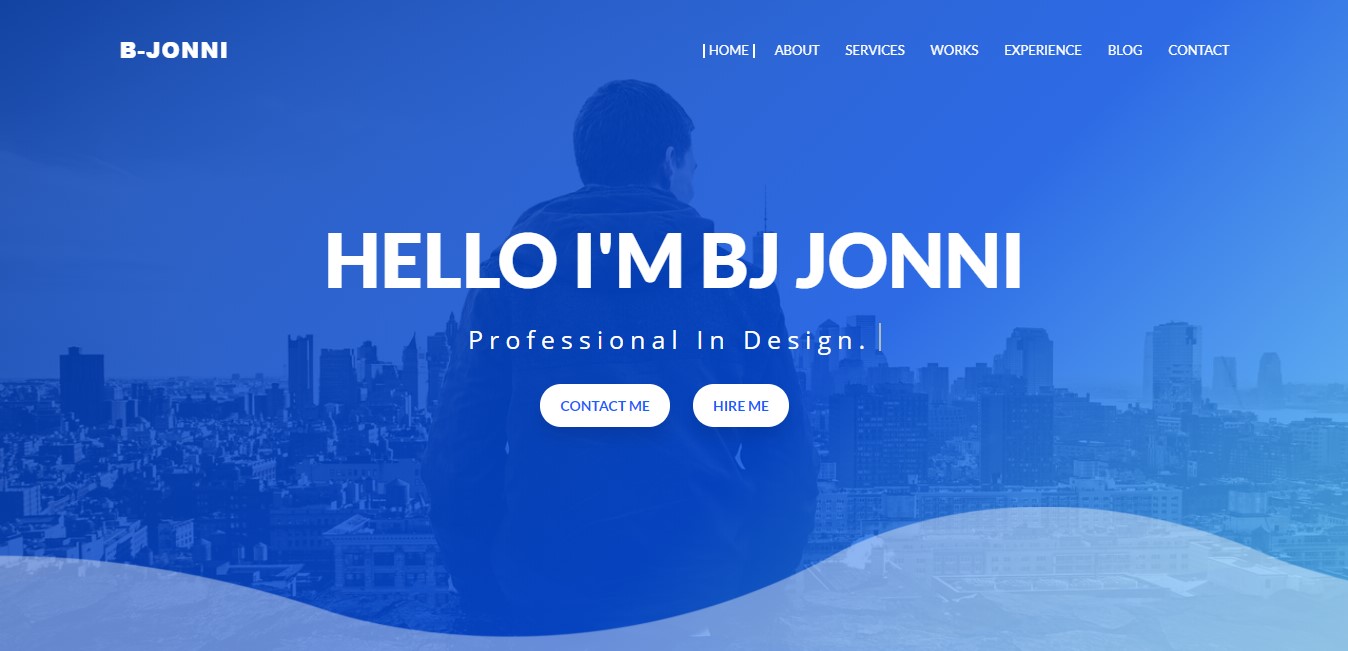 B-JONNI
HOME ABOUT SERVICES WORKS EXPERIENCE BLOG CONTACT
HELLO I'M BJ JONNI
Professional In Design.
CONTACT ME HIRE ME